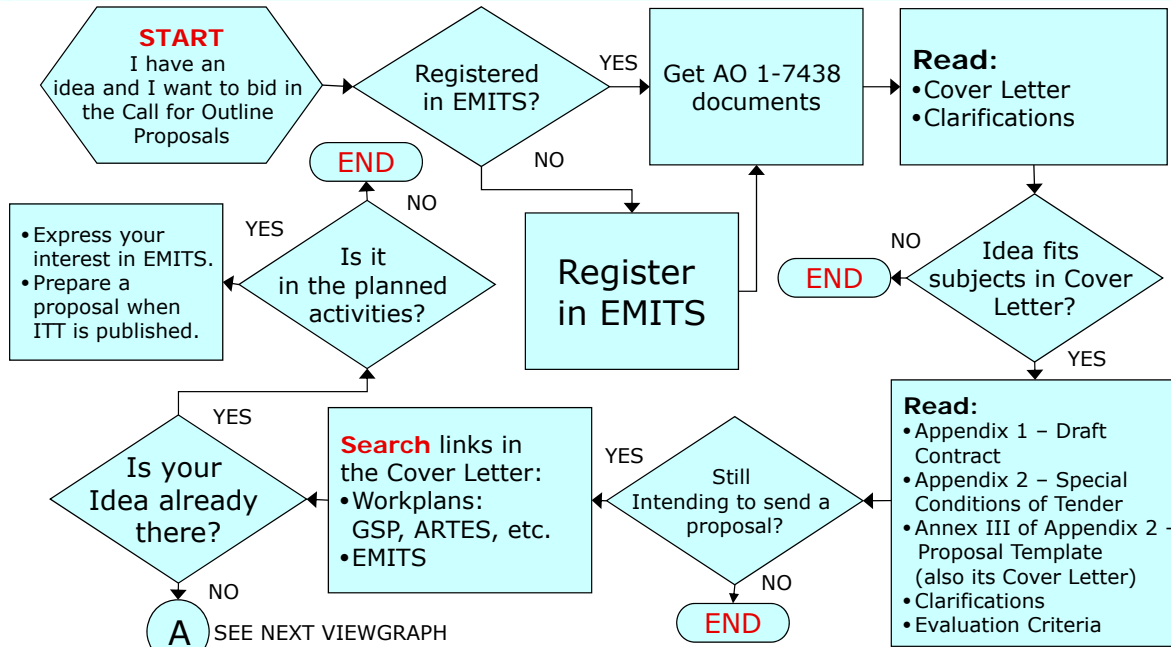 START
I have an
idea and I want to bid in
the Call for Outline
Proposals
Registered
in EMITS?
YES
NO
Get AO 1-7438
documents
Register
in EMITS
Read:
•Cover Letter
•Clarifications
Idea fits
subjects in Cover
Letter?
NO
END
YES
Read:
•Appendix 1 – Draft
Contract
•Appendix 2 – Special
Conditions of Tender
•Annex III of Appendix 2 –
Proposal Template
(also its Cover Letter)
•Clarifications
•Evaluation Criteria
Still
Intending to send a
proposal?
NO
END
YES
Search links in
the Cover Letter:
•Workplans:
GSP, ARTES, etc.
•EMITS
Is your
Idea already
there?
YES
NO
A
SEE NEXT VIEWGRAPH
Is it
in the planned
activities?
NO
END
YES
•Express your
interest in EMITS.
•Prepare a
proposal when
ITT is published.